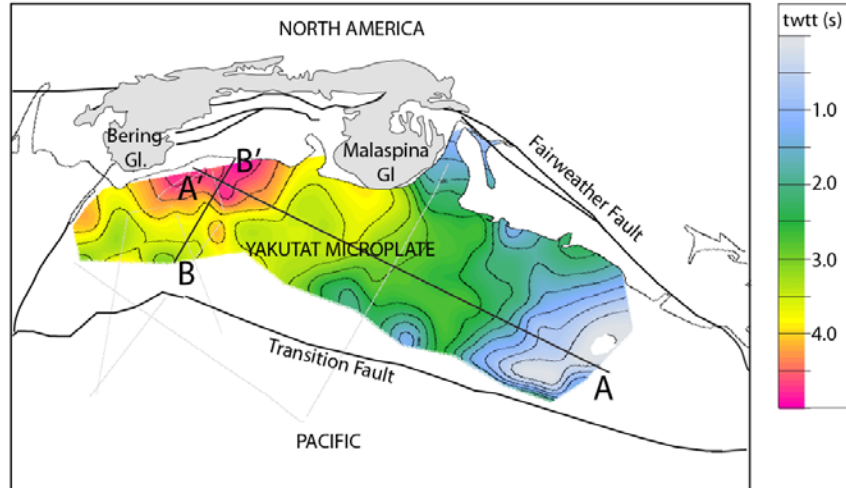 NORTH AMERICA
twtt (s)
Bering
Gl.
Malaspina
Gl
Fairweather Fault
A'
B'
YAKUTAT MICROPLATE
B
Transition Fault
A
PACIFIC
1.0
2.0
3.0
4.0